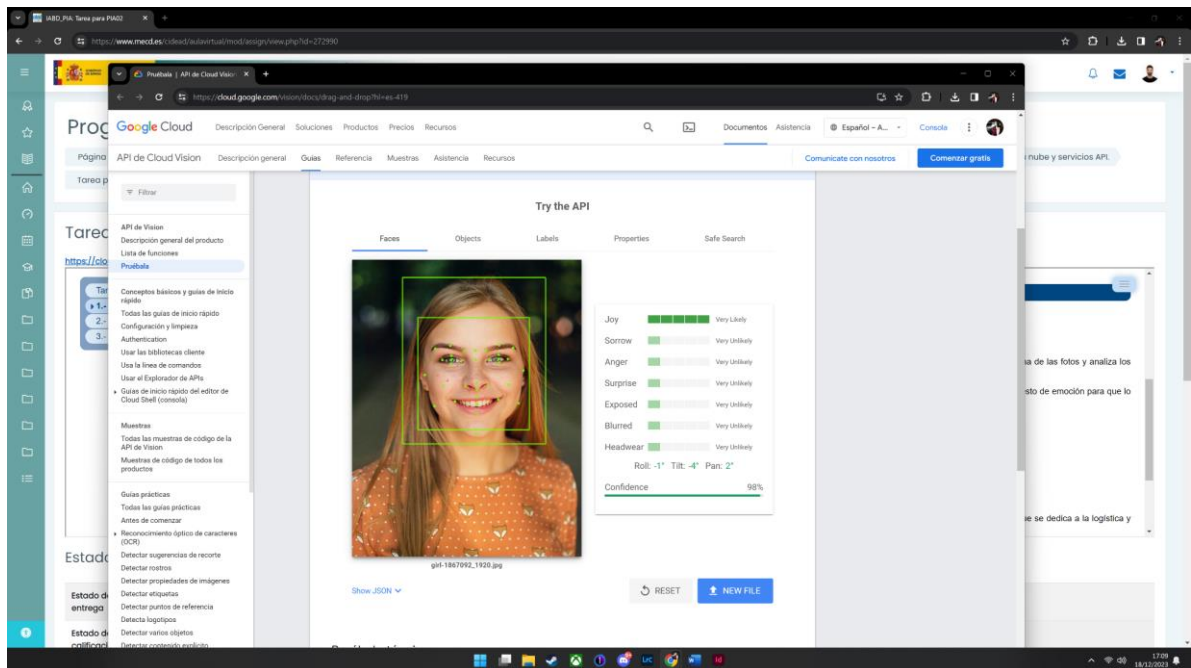 IABD_PIA: Tarea para PIA02
https://www.mecd.es/cidead/aulavirtual/mod/assign/view.php?id=272990
Pruébala | API de Cloud Vision
https://cloud.google.com/vision/docs/drag-and-drop?hl=es-419
Google Cloud Descripción General Soluciones Productos Precios Recursos Documentos Asistencia Español – A... Consola
Prog
Página
API de Cloud Vision Descripción general Guías Referencia Muestras Asistencia Recursos Comunícate con nosotros Comenzar gratis
nube y servicios API.
Tarea p
Filtrar
Try the API
Tarea
https://clo
API de Vision
Descripción general del producto
Lista de funciones
Pruébala
Faces Objects Labels Properties Safe Search
Tar
1.-
2.-
3.-
Conceptos básicos y guías de inicio
rápido
Todas las guías de inicio rápido
Configuración y limpieza
Authentication
Usar las bibliotecas cliente
Usa la línea de comandos
Usar el Explorador de APIs
Guías de inicio rápido del editor de
Cloud Shell (consola)
Joy Very Likely
Sorrow Very Unlikely
Anger Very Unlikely
Surprise Very Unlikely
Exposed Very Unlikely
Blurred Very Unlikely
Headwear Very Unlikely
Roll: -1° Tilt: -4° Pan: 2°
Confidence 98%
a de las fotos y analiza los
sto de emoción para que lo
Muestras
Todas las muestras de código de la
API de Vision
Muestras de código de todos los
productos
Guías prácticas
Todas las guías prácticas
Antes de comenzar
Reconocimiento óptico de caracteres
(OCR)
Detectar sugerencias de recorte
Detectar rostros
Detectar propiedades de imágenes
Detectar etiquetas
Detectar puntos de referencia
Detecta logotipos
Detectar varios objetos
Detectar contenido explícito
e se dedica a la logística y
girl-1867092_1920.jpg
Show JSON RESET NEW FILE
Estado
Estado d
entrega
Estado d
calificaci
17:09
18/12/2023